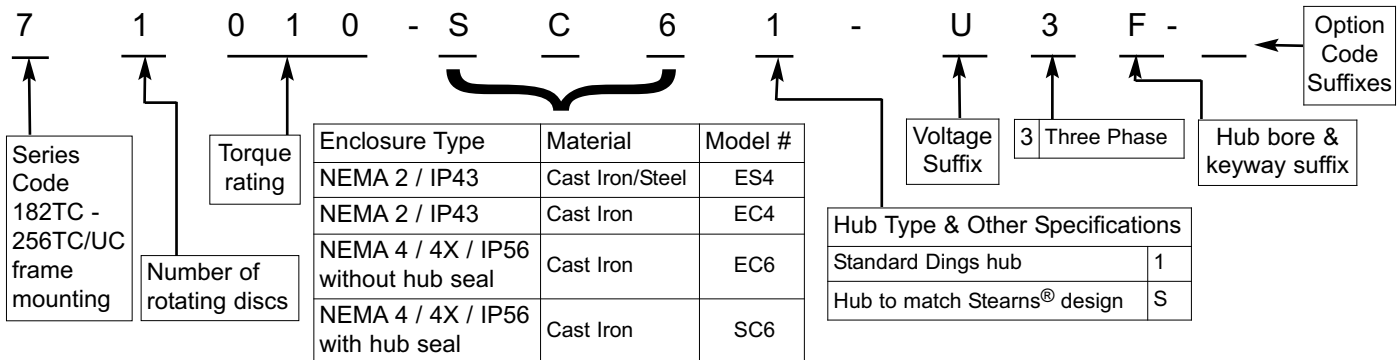 7 1 0 1 0 - S C 6 1 - U 3 F -
Option
Code
Suffixes
Series
Code
182TC -
256TC/UC
frame
mounting
Number of
rotating discs
Torque
rating
Enclosure Type Material Model #
NEMA 2 / IP43 Cast Iron/Steel ES4
NEMA 2 / IP43 Cast Iron EC4
NEMA 4 / 4X / IP56
without hub seal Cast Iron EC6
NEMA 4 / 4X / IP56
with hub seal Cast Iron SC6
Voltage
Suffix
3 Three Phase
Hub bore &
keyway suffix
Hub Type & Other Specifications
Standard Dings hub 1
Hub to match Stearns® design S